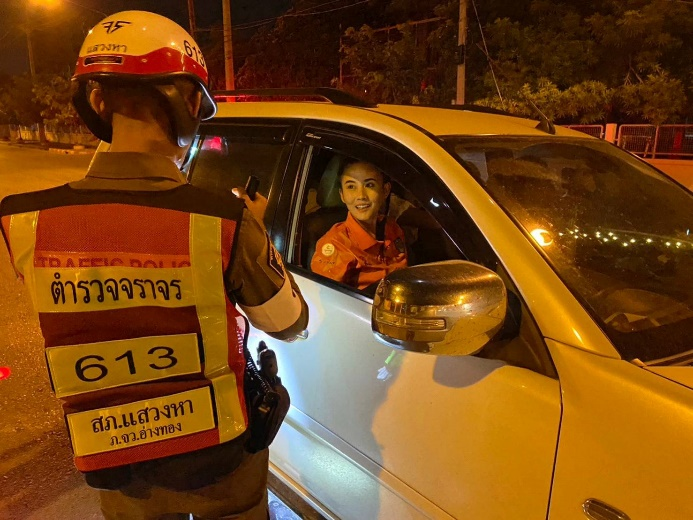 แสวงหา
613
TRAFFIC POLIC
ตำรวจจราจร
613
สภ.แสวงหา
ภ.จว.อ่างทอง